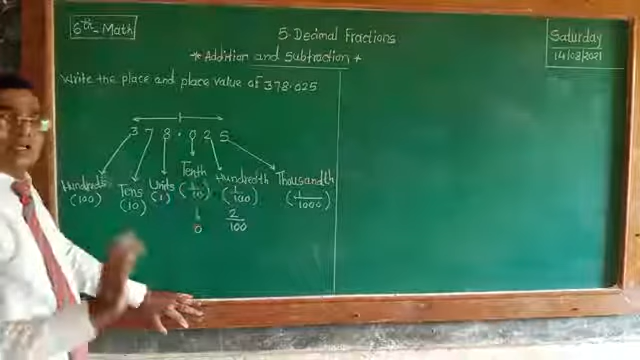 6th - Math
5. Decimal Fractions
Saturday
14/08/2021
* Addition and Subtraction *
Write the place and place value of 378.025
3 7 8 . 0 2 5
Hundreds Tens Units Tenth Hundredth Thousandth
(100) (10) (1) (1/10) (1/100) (1/1000)
0 2/100